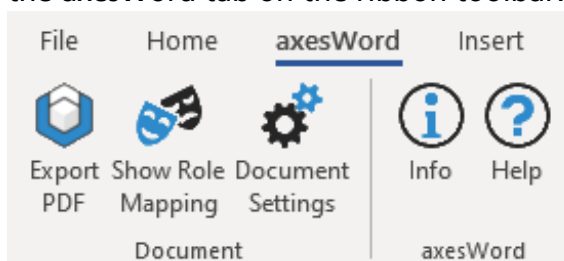 the axesWord tab on the ribbon toolbar.
File Home axesWord Insert
Export PDF Show Role Mapping Document Settings Info Help
Document axesWord